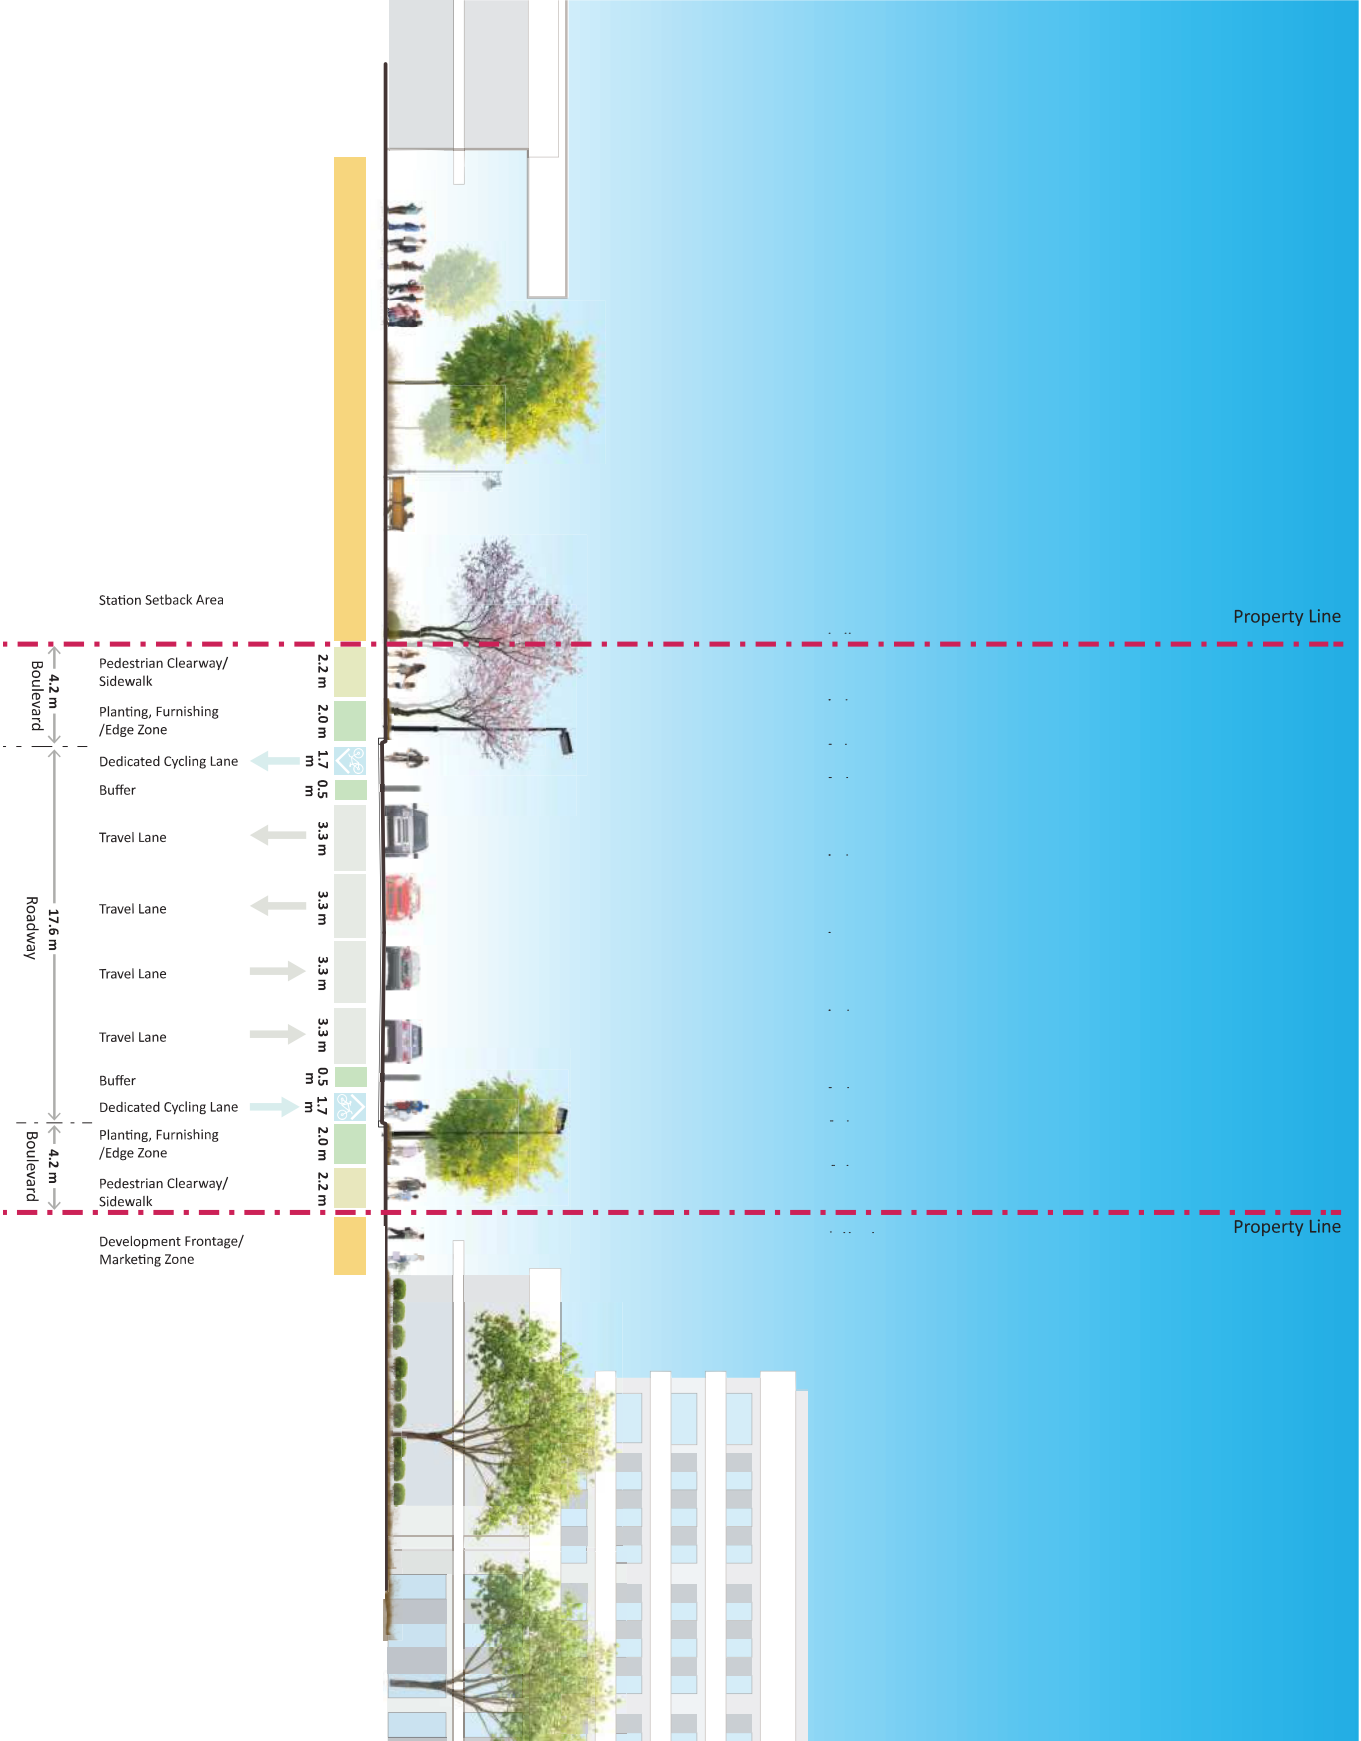 Property Line
Station Setback Area
Pedestrian Clearway/
Sidewalk
2.2 m
4.2 m
Boulevard
Planting, Furnishing
/Edge Zone
2.0 m
Dedicated Cycling Lane
1.7
m
Buffer
0.5
m
Travel Lane
3.3 m
Travel Lane
3.3 m
17.6 m
Roadway
Travel Lane
3.3 m
Travel Lane
3.3 m
Buffer
0.5
m
Dedicated Cycling Lane
1.7
m
Planting, Furnishing
/Edge Zone
2.0 m
4.2 m
Boulevard
Pedestrian Clearway/
Sidewalk
2.2 m
Property Line
Development Frontage/
Marketing Zone